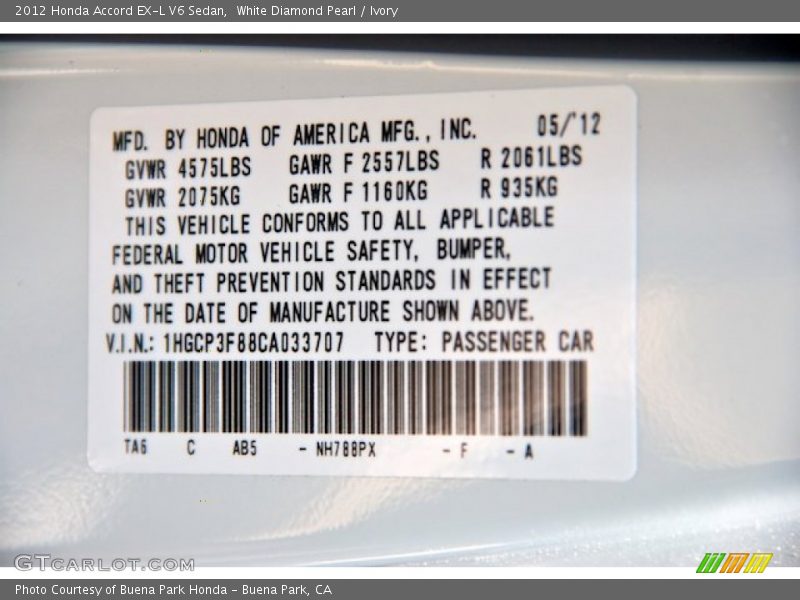 2012 Honda Accord EX-L V6 Sedan,  White Diamond Pearl / Ivory
MFD. BY HONDA OF AMERICA MFG., INC. 05/'12
GVWR 4575LBS GAWR F 2557LBS R 2061LBS
GVWR 2075KG GAWR F 1160KG R 935KG
THIS VEHICLE CONFORMS TO ALL APPLICABLE
FEDERAL MOTOR VEHICLE SAFETY, BUMPER,
AND THEFT PREVENTION STANDARDS IN EFFECT
ON THE DATE OF MANUFACTURE SHOWN ABOVE.
V.I.N.: 1HGCP3F88CA033707 TYPE: PASSENGER CAR
TA6 C AB5 - NH788PX - F - A
GTCARLOT.COM
Photo Courtesy of Buena Park Honda - Buena Park, CA